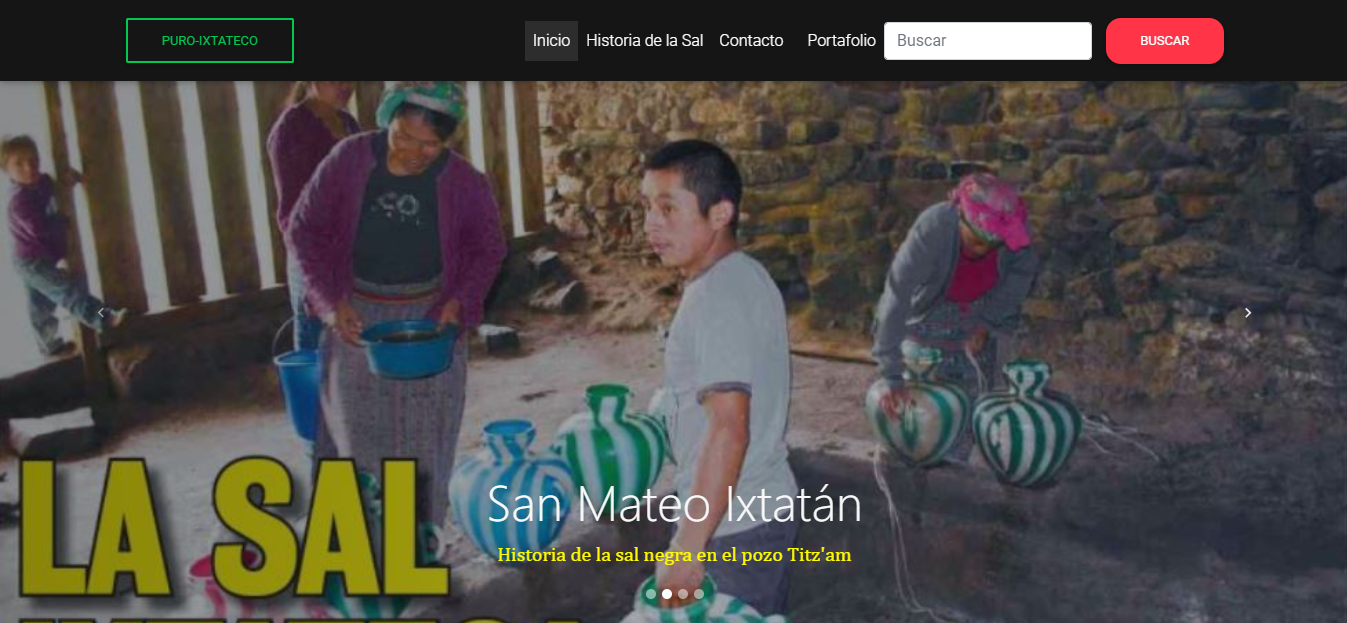 PURO-IXTATECO
Inicio Historia de la Sal Contacto Portafolio Buscar BUSCAR
LA SAL
San Mateo Ixtatán
Historia de la sal negra en el pozo Titz'am